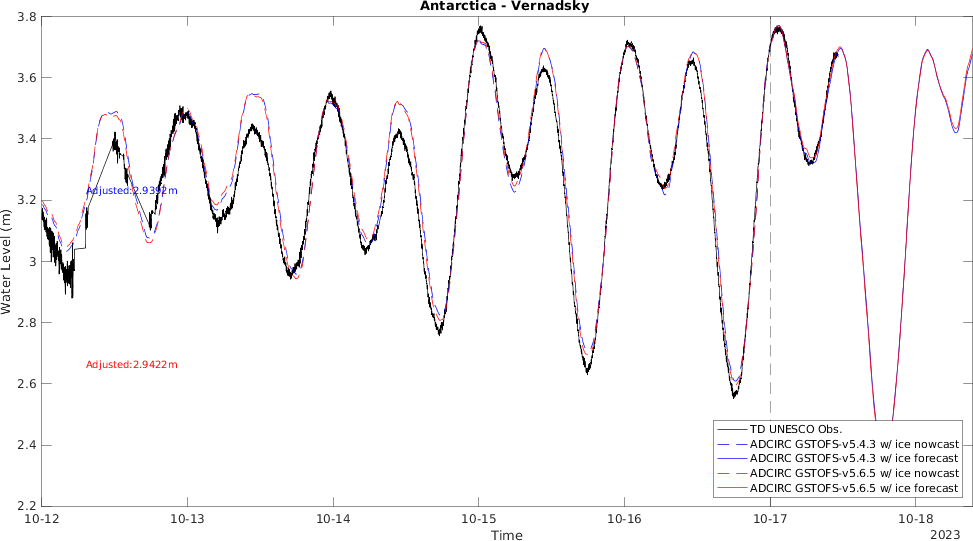 Antarctica - Vernadsky
3.8
3.6
3.4
3.2
3
2.8
2.6
2.4
2.2
Water Level (m)
Adjusted:2.9392m
Adjusted:2.9422m
TD UNESCO Obs.
ADCIRC GSTOFS-v5.4.3 w/ ice nowcast
ADCIRC GSTOFS-v5.4.3 w/ ice forecast
ADCIRC GSTOFS-v5.6.5 w/ ice nowcast
ADCIRC GSTOFS-v5.6.5 w/ ice forecast
10-12 10-13 10-14 10-15 10-16 10-17 10-18
Time
2023